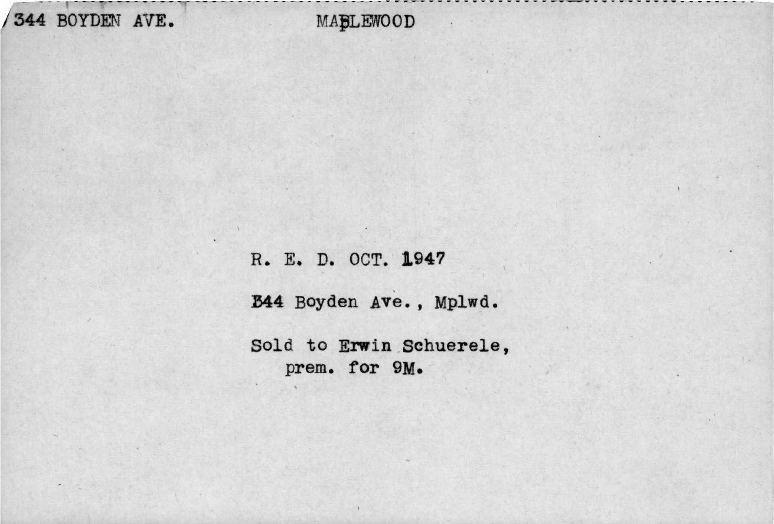 344 BOYDEN AVE. MAPLEWOOD
R. E. D. OCT. 1947
344 Boyden Ave., Mplwd.
Sold to Erwin Schuerele,
prem. for 9M.